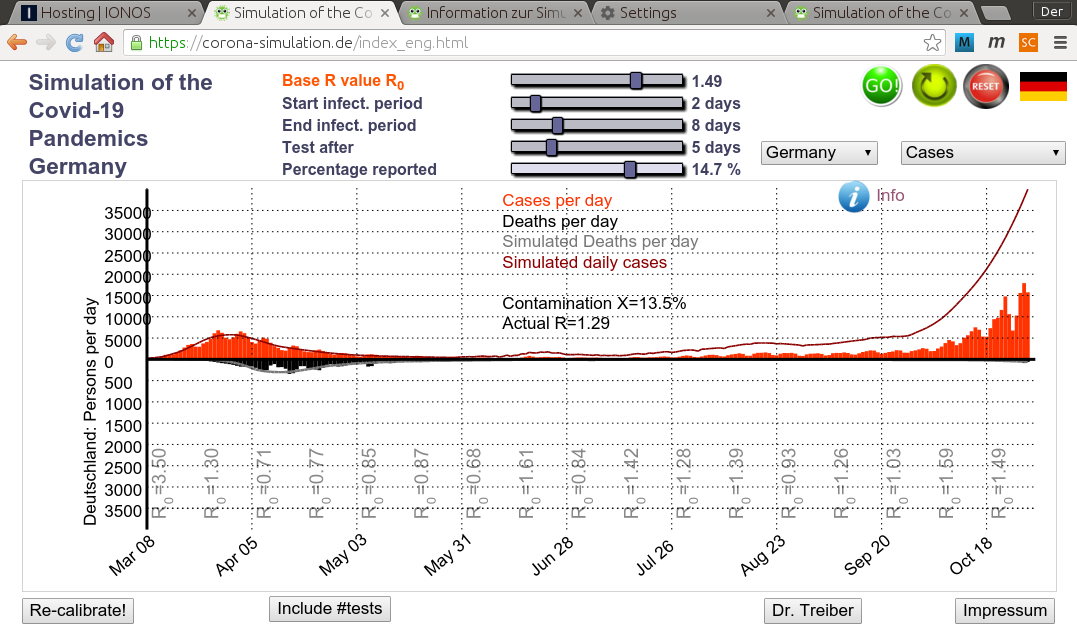 Hosting | IONOS
Simulation of the Co
Information zur Simu
Settings
Simulation of the Co
Der
https://corona-simulation.de/index_eng.html
M
m
SC
Simulation of the
Covid-19
Pandemics
Germany
Base R value R0
1.49
Start infect. period
2 days
End infect. period
8 days
Test after
5 days
Percentage reported
14.7 %
GO!
RESET
Germany
Cases
Info
Cases per day
Deaths per day
Simulated Deaths per day
Simulated daily cases
Contamination X=13.5%
Actual R=1.29
Deutschland: Persons per day
35000
30000
25000
20000
15000
10000
5000
0
500
1000
1500
2000
2500
3000
3500
R0=3.50
R0=1.30
R0=0.71
R0=0.77
R0=0.85
R0=0.87
R0=0.68
R0=1.61
R0=0.84
R0=1.42
R0=1.28
R0=1.39
R0=0.93
R0=1.26
R0=1.03
R0=1.59
R0=1.49
Mar 08
Apr 05
May 03
May 31
Jun 28
Jul 26
Aug 23
Sep 20
Oct 18
Re-calibrate!
Include #tests
Dr. Treiber
Impressum